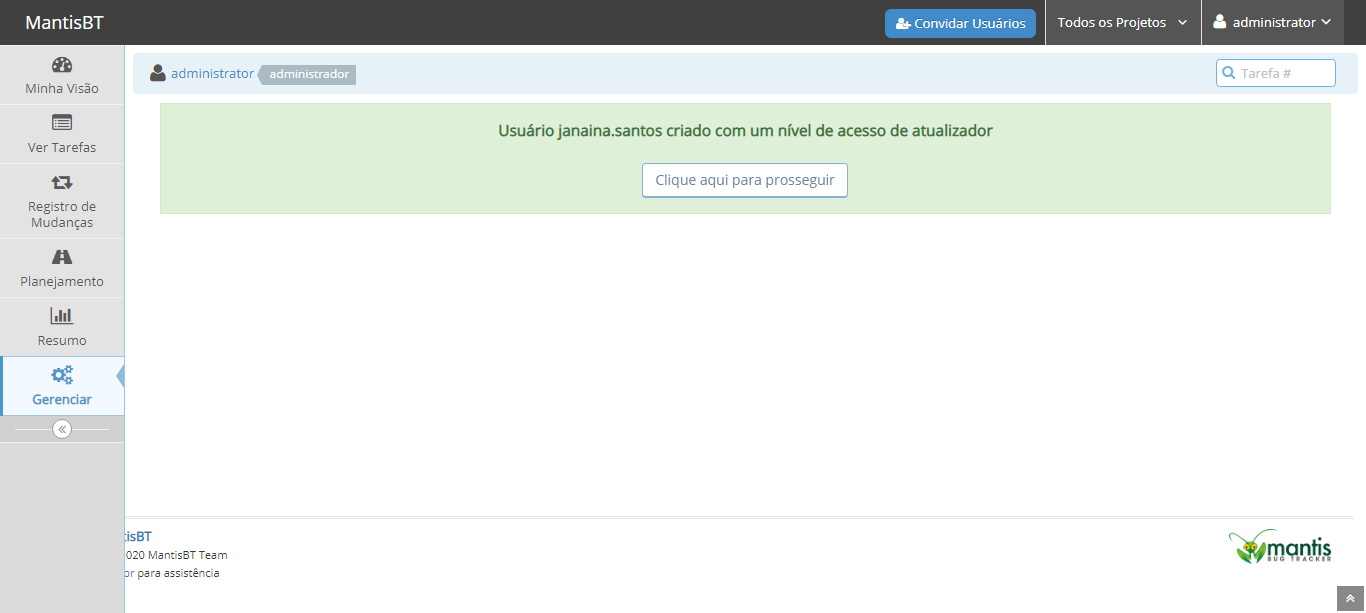 MantisBT
Convidar Usuários
Todos os Projetos
administrator
Minha Visão
Ver Tarefas
Registro de
Mudanças
Planejamento
Resumo
Gerenciar
administrator administrador
Tarefa #
Usuário janaina.santos criado com um nível de acesso de atualizador
Clique aqui para prosseguir
tisBT
020 MantisBT Team
or para assistência
mantis
BUG TRACKER